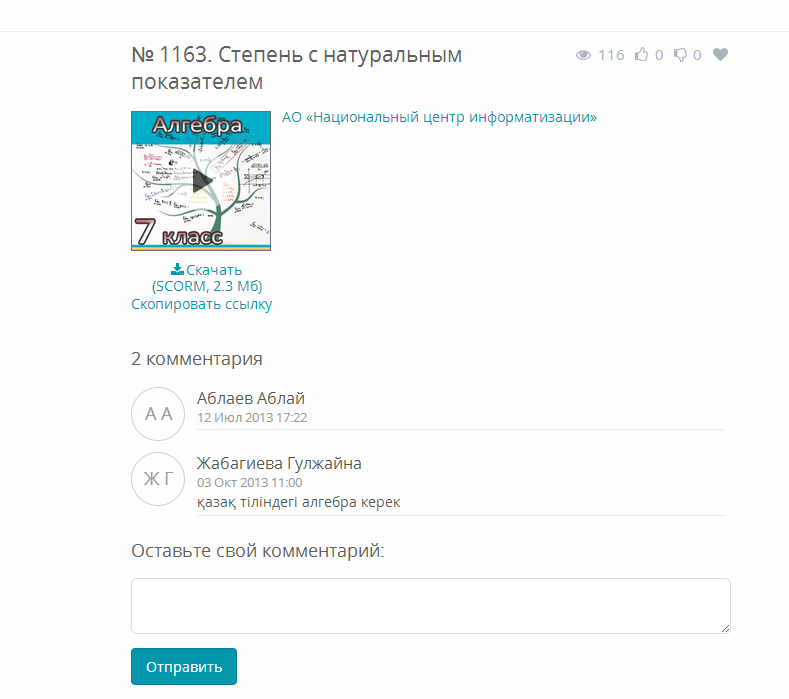 № 1163. Степень с натуральным
показателем
116 0 0
АО «Национальный центр информатизации»
Алгебра
7 класс
Скачать
(SCORM, 2.3 Мб)
Скопировать ссылку
2 комментария
А А
Аблаев Аблай
12 Июл 2013 17:22
Ж Г
Жабагиева Гулжайна
03 Окт 2013 11:00
қазақ тіліндегі алгебра керек
Оставьте свой комментарий:
Отправить